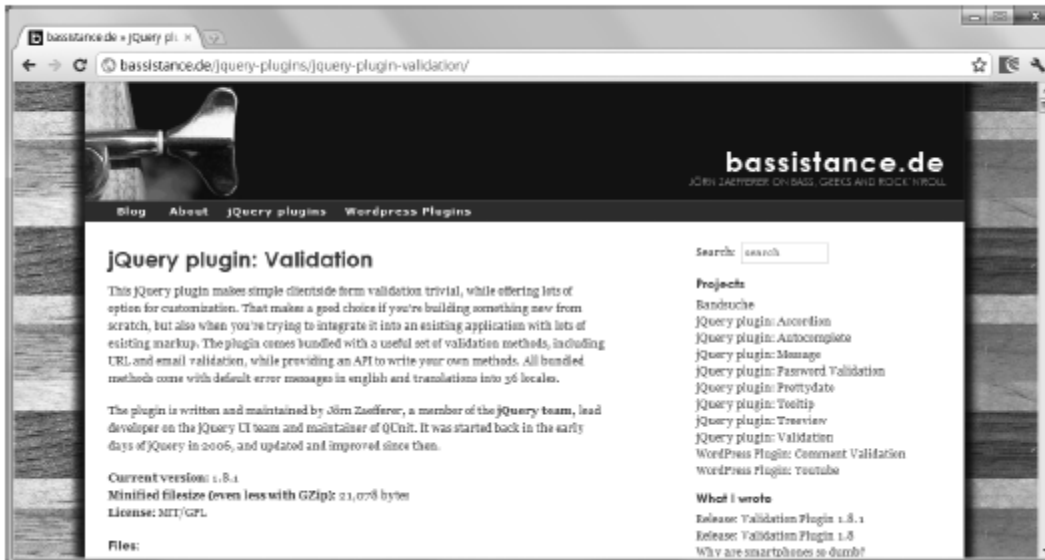 bassistance.de » jQuery pl
bassistance.de/jquery-plugins/jquery-plugin-validation/
bassistance.de
JÖRN ZAEFFERER ON BASS, GEEKS AND ROCK'N'ROLL
Blog About jQuery plugins Wordpress Plugins
jQuery plugin: Validation
This jQuery plugin makes simple clientside form validation trivial, while offering lots of
option for customization. That makes a good choice if you're building something new from
scratch, but also when you're trying to integrate it into an existing application with lots of
existing markup. The plugin comes bundled with a useful set of validation methods, including
URL and email validation, while providing an API to write your own methods. All bundled
methods come with default error messages in english and translations into 36 locales.
The plugin is written and maintained by Jörn Zaefferer, a member of the jQuery team, lead
developer on the jQuery UI team and maintainer of QUnit. It was started back in the early
days of jQuery in 2006, and updated and improved since then.
Current version: 1.8.1
Minified filesize (even less with GZip): 21,078 bytes
License: MIT/GPL
Files:
Search: search
Projects
Bandsuche
jQuery plugin: Accordion
jQuery plugin: Autocomplete
jQuery plugin: Message
jQuery plugin: Password Validation
jQuery plugin: Prettydate
jQuery plugin: Tooltip
jQuery plugin: Treeview
jQuery plugin: Validation
WordPress Plugin: Comment Validation
WordPress Plugin: Youtube
What I wrote
Release: Validation Plugin 1.8.1
Release: Validation Plugin 1.8
Why are smartphones so dumb?